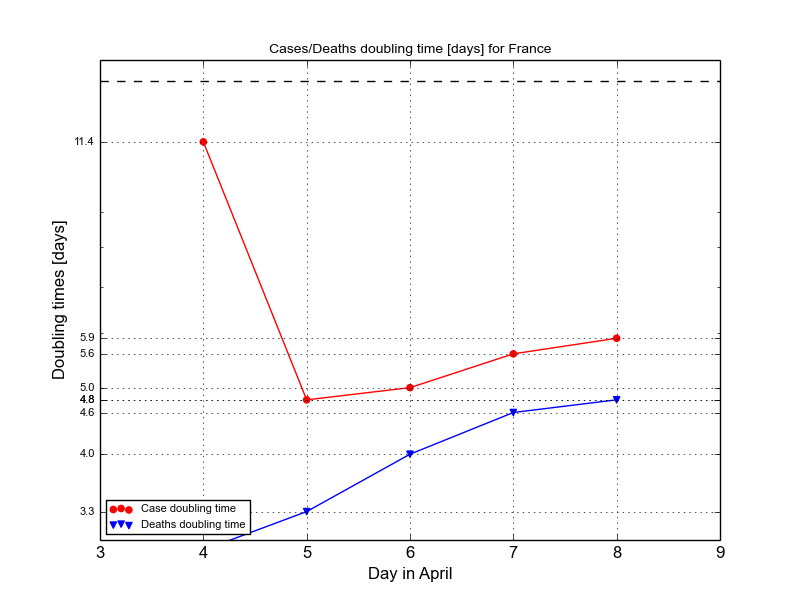 Cases/Deaths doubling time [days] for France
Doubling times [days]
11.4
5.9
5.6
5.0
4.8
4.6
4.0
3.3
Case doubling time
Deaths doubling time
3 4 5 6 7 8 9
Day in April